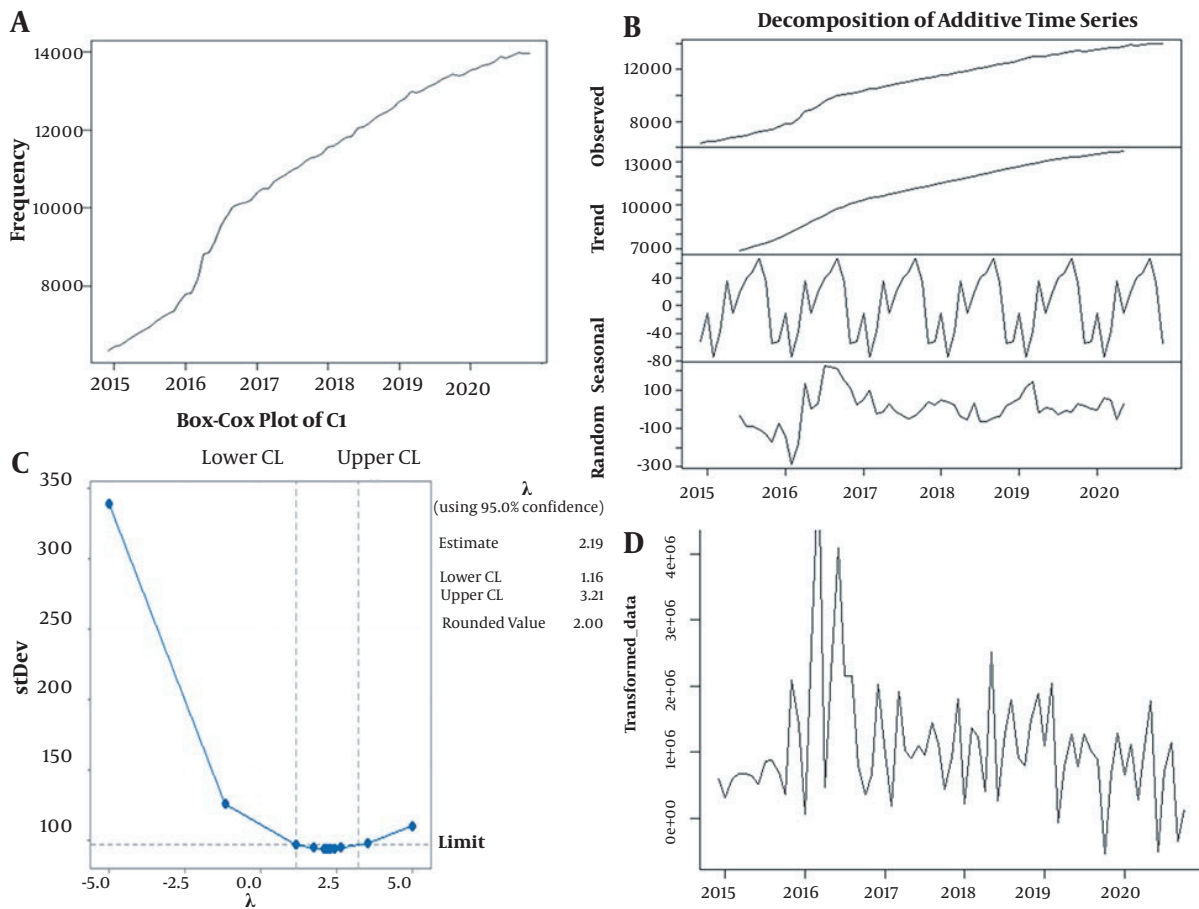 A
Frequency
14000
12000
10000
8000
2015 2016 2017 2018 2019 2020
B
Decomposition of Additive Time Series
Observed
12000
8000
Trend
13000
10000
7000
Seasonal
40
0
-40
-80
Random
100
-100
-300
2015 2016 2017 2018 2019 2020
Box-Cox Plot of C1
C
Lower CL Upper CL
stDev
350
300
250
200
150
100
Limit
-5.0 -2.5 0.0 2.5 5.0
λ
λ
(using 95.0% confidence)
Estimate 2.19
Lower CL 1.16
Upper CL 3.21
Rounded Value 2.00
D
Transformed_data
4e+06
3e+06
2e+06
1e+06
0e+00
2015 2016 2017 2018 2019 2020